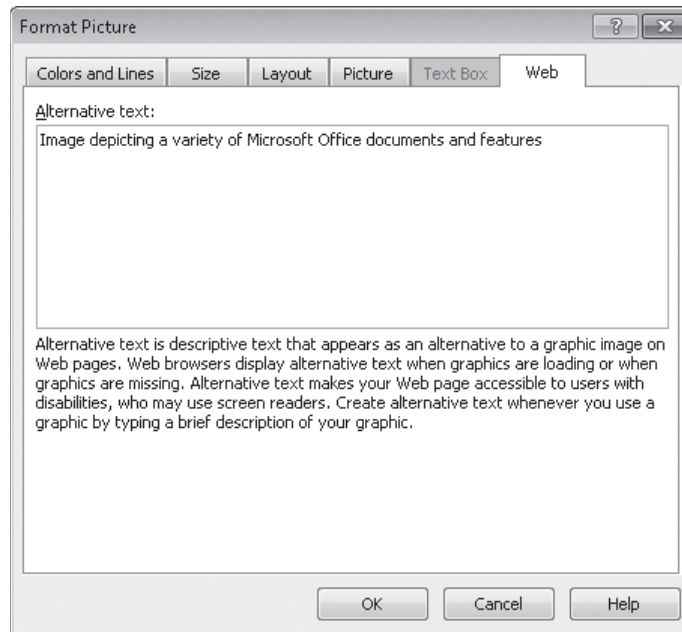 Format Picture
Colors and Lines Size Layout Picture Text Box Web
Alternative text:
Image depicting a variety of Microsoft Office documents and features
Alternative text is descriptive text that appears as an alternative to a graphic image on
Web pages. Web browsers display alternative text when graphics are loading or when
graphics are missing. Alternative text makes your Web page accessible to users with
disabilities, who may use screen readers. Create alternative text whenever you use a
graphic by typing a brief description of your graphic.
OK Cancel Help